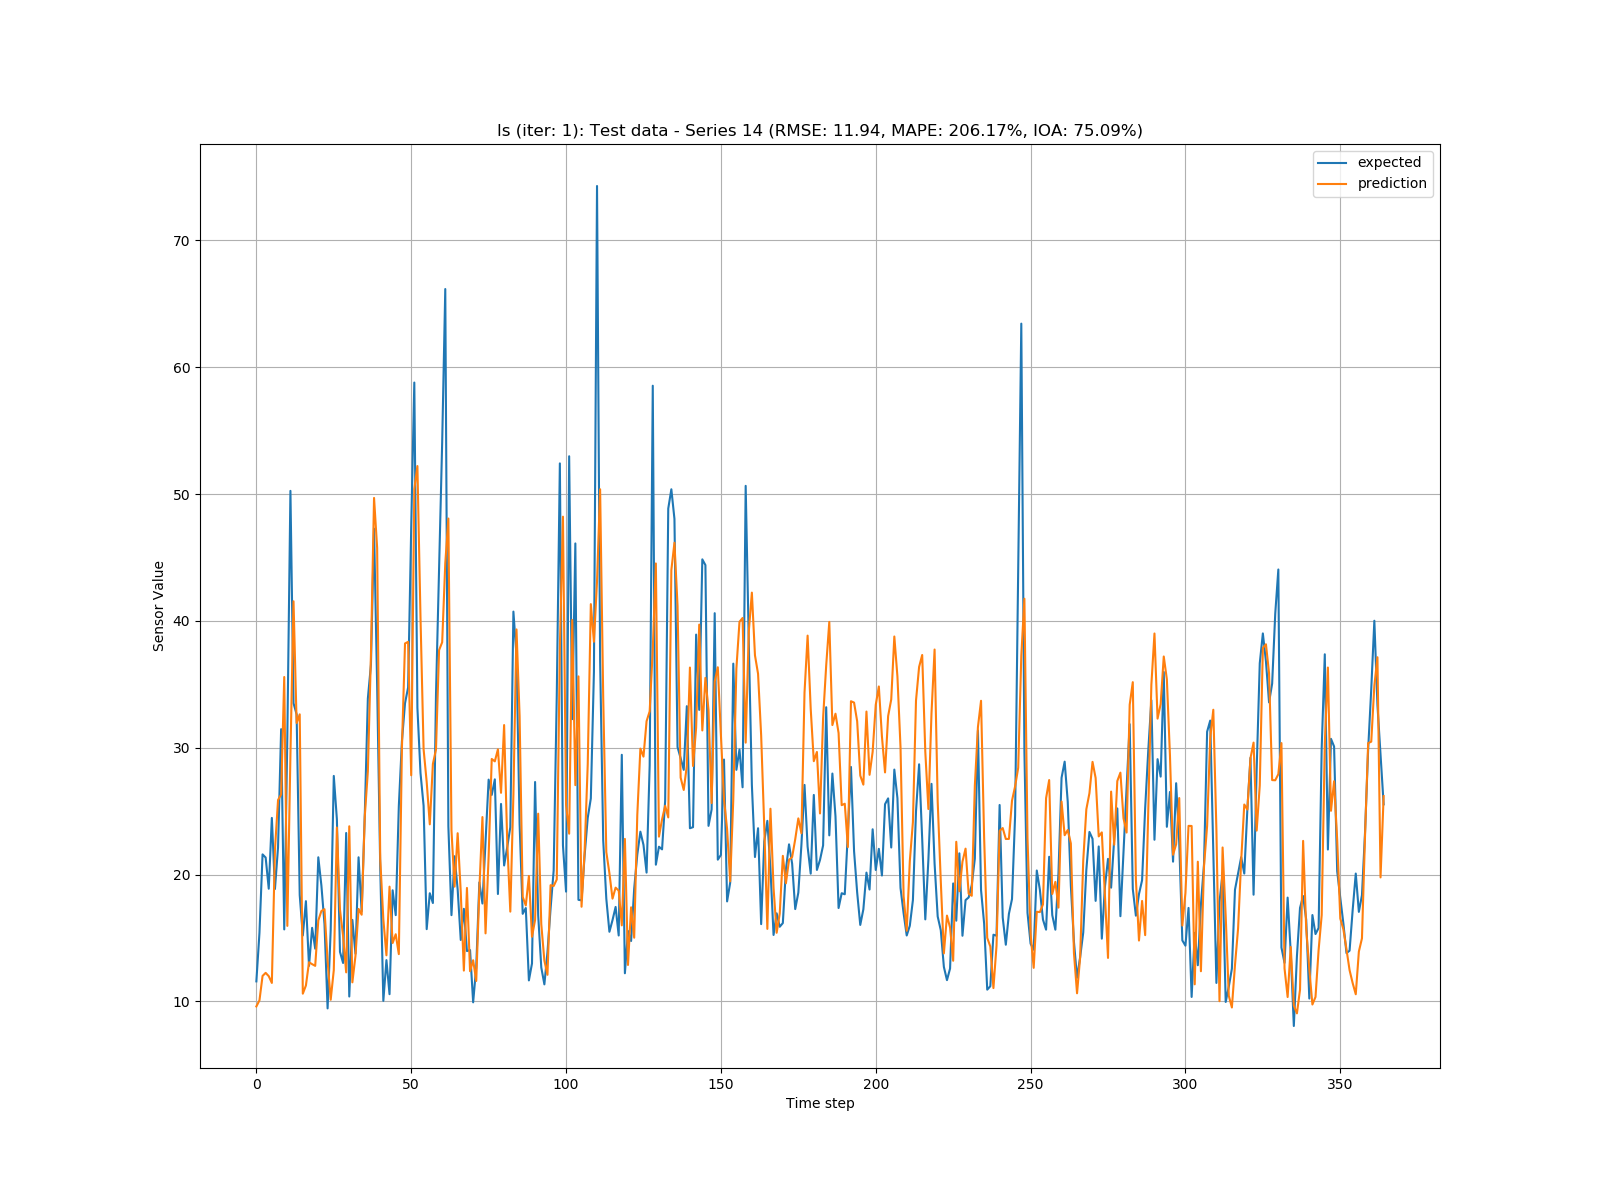 ls (iter: 1): Test data - Series 14 (RMSE: 11.94, MAPE: 206.17%, IOA: 75.09%)
expected
prediction
Sensor Value
70
60
50
40
30
20
10
0 50 100 150 200 250 300 350
Time step